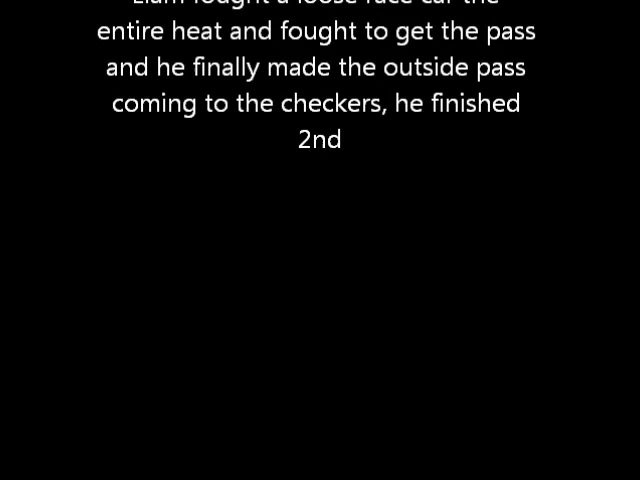 Liam fought a loose race car the
entire heat and fought to get the pass
and he finally made the outside pass
coming to the checkers, he finished
2nd